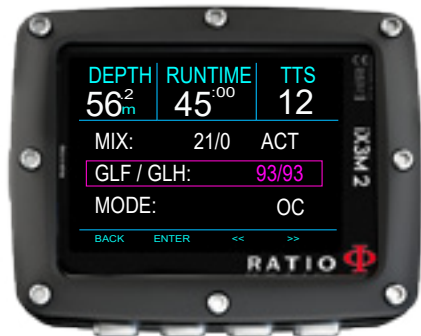 DEPTH RUNTIME TTS
56.2m 45:00 12
MIX: 21/0 ACT
GLF / GLH: 93/93
MODE: OC
BACK ENTER << >>
RATIO
iX3M 2